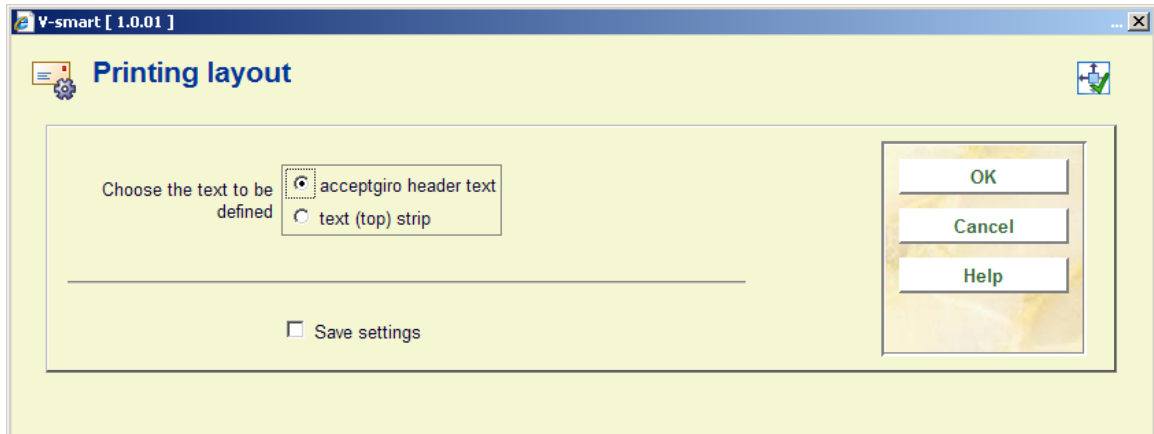 V-smart [ 1.0.01 ]
...
Printing layout
Choose the text to be
defined
acceptgiro header text
text (top) strip
Save settings
OK
Cancel
Help